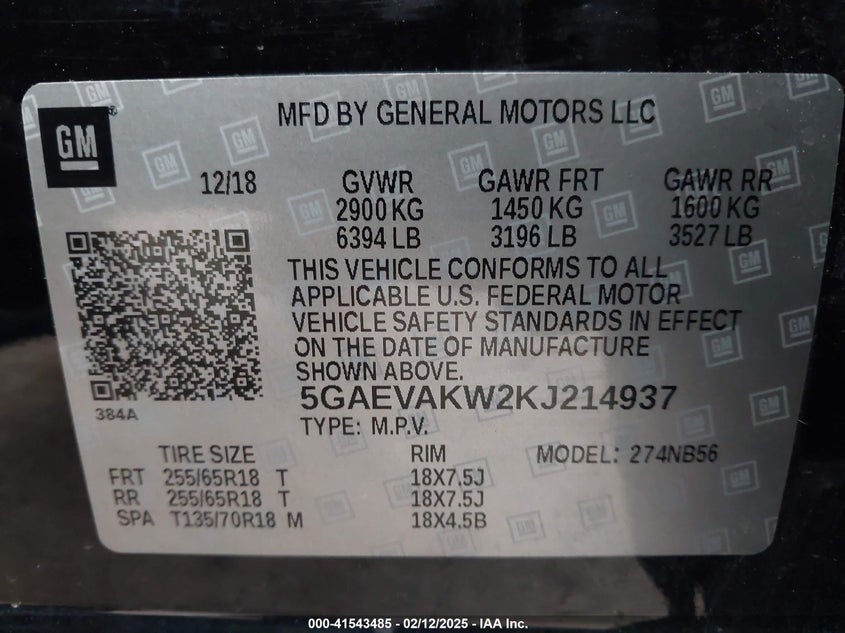 GM
MFD BY GENERAL MOTORS LLC
12/18 GVWR GAWR FRT GAWR RR
2900 KG 1450 KG 1600 KG
6394 LB 3196 LB 3527 LB
THIS VEHICLE CONFORMS TO ALL
APPLICABLE U.S. FEDERAL MOTOR
VEHICLE SAFETY STANDARDS IN EFFECT
ON THE DATE OF MANUFACTURE
SHOWN ABOVE.
384A
5GAEVAKW2KJ214937
TYPE: M.P.V.
TIRE SIZE RIM MODEL: 274NB56
FRT 255/65R18 T 18X7.5J
RR 255/65R18 T 18X7.5J
SPA T135/70R18 M 18X4.5B
000-41543485 - 02/12/2025 - IAA Inc.